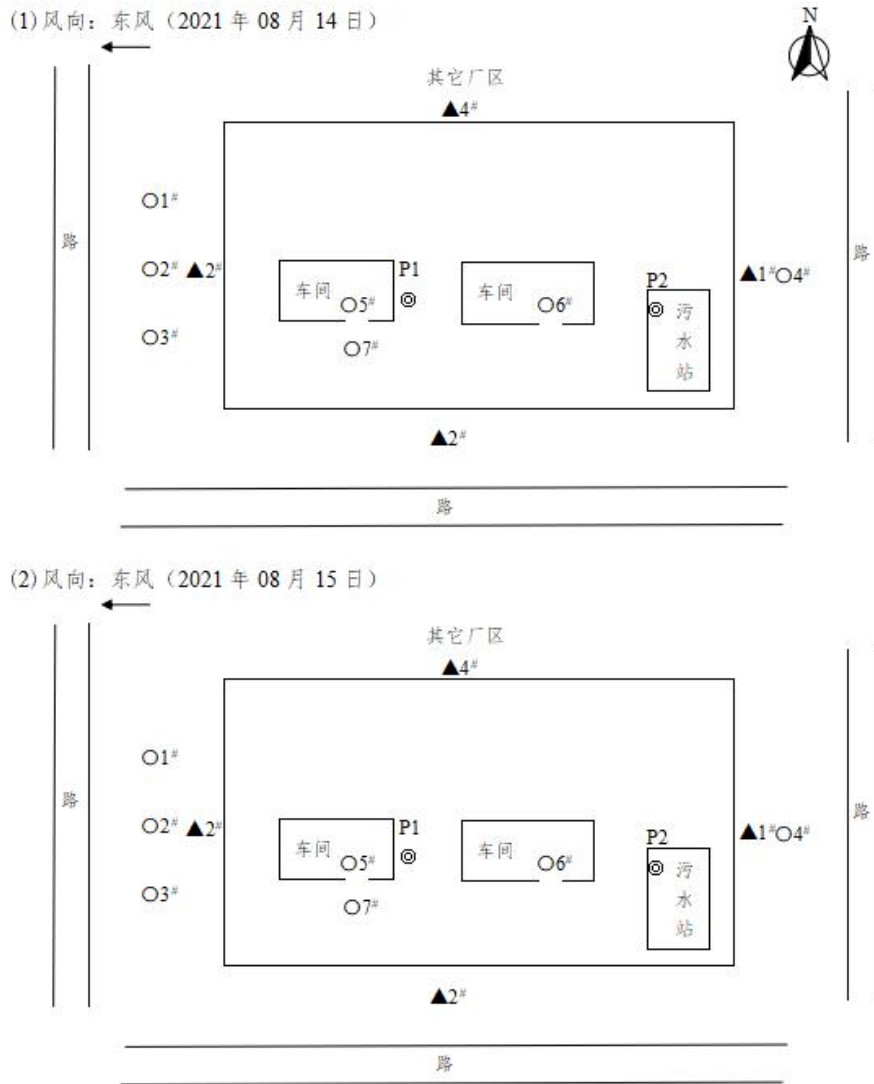 (1)风向：东风（2021 年 08 月 14 日）
N
其它厂区
▲4#
○1#
路
○2# ▲2#
车间
○5#
P1
车间
○6#
P2
污水站
▲1#○4#
路
○3#
○7#
▲2#
路
(2)风向：东风（2021 年 08 月 15 日）
其它厂区
▲4#
○1#
路
○2# ▲2#
车间
○5#
P1
车间
○6#
P2
污水站
▲1#○4#
路
○3#
○7#
▲2#
路